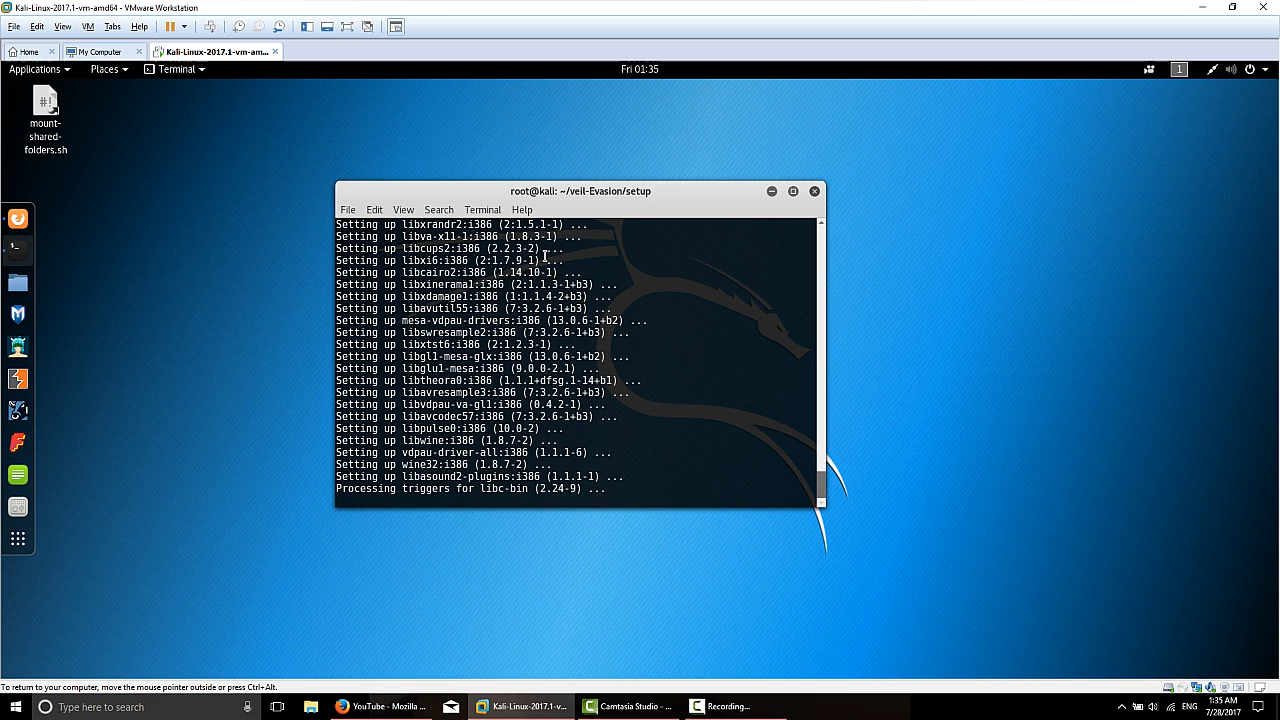 Kali-Linux-2017.1-vm-amd64 - VMware Workstation
File Edit View VM Tabs Help
Home My Computer Kali-Linux-2017.1-vm-am...
Applications Places Terminal Fri 01:35 1
#!
mount-
shared-
folders.sh
root@kali: ~/veil-Evasion/setup
File Edit View Search Terminal Help
Setting up libxrandr2:i386 (2:1.5.1-1) ...
Setting up libva-x11-1:i386 (1.8.3-1) ...
Setting up libcups2:i386 (2.2.3-2) ...
Setting up libxi6:i386 (2:1.7.9-1) ...
Setting up libcairo2:i386 (1.14.10-1) ...
Setting up libxinerama1:i386 (2:1.1.3-1+b3) ...
Setting up libxdamage1:i386 (1:1.1.4-2+b3) ...
Setting up libavutil55:i386 (7:3.2.6-1+b3) ...
Setting up mesa-vdpau-drivers:i386 (13.0.6-1+b2) ...
Setting up libswresample2:i386 (7:3.2.6-1+b3) ...
Setting up libxtst6:i386 (2:1.2.3-1) ...
Setting up libgl1-mesa-glx:i386 (13.0.6-1+b2) ...
Setting up libglu1-mesa:i386 (9.0.0-2.1) ...
Setting up libtheora0:i386 (1.1.1+dfsg.1-14+b1) ...
Setting up libavresample3:i386 (7:3.2.6-1+b3) ...
Setting up libvdpau-va-gl1:i386 (0.4.2-1) ...
Setting up libavcodec57:i386 (7:3.2.6-1+b3) ...
Setting up libpulse0:i386 (10.0-2) ...
Setting up libwine:i386 (1.8.7-2) ...
Setting up vdpau-driver-all:i386 (1.1.1-6) ...
Setting up wine32:i386 (1.8.7-2) ...
Setting up libasound2-plugins:i386 (1.1.1-1) ...
Processing triggers for libc-bin (2.24-9) ...
To return to your computer, move the mouse pointer outside or press Ctrl+Alt.
Type here to search YouTube - Mozilla ... Kali-Linux-2017.1-v... Camtasia Studio - ... Recording... ENG 1:35 AM
7/28/2017